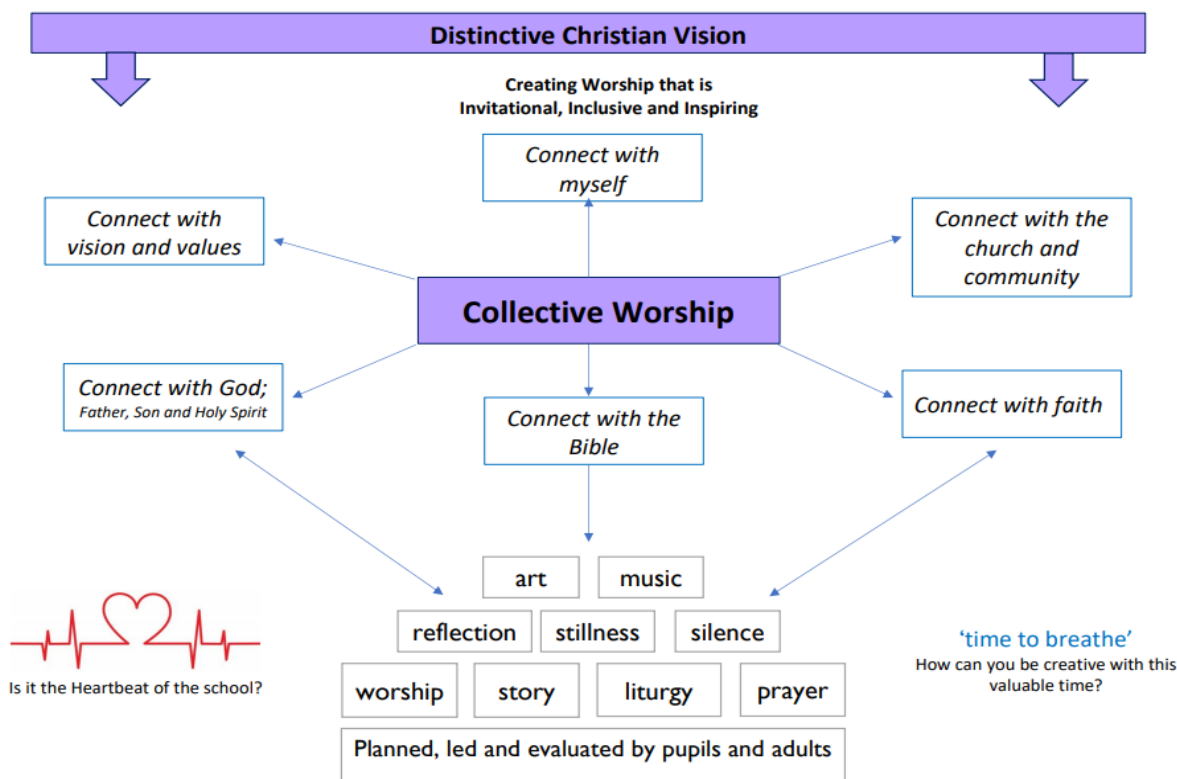 Distinctive Christian Vision
Creating Worship that is
Invitational, Inclusive and Inspiring
Connect with
myself
Connect with
vision and values
Connect with the
church and
community
Collective Worship
Connect with God;
Father, Son and Holy Spirit
Connect with the
Bible
Connect with faith
art
music
reflection
stillness
silence
worship
story
liturgy
prayer
Planned, led and evaluated by pupils and adults
Is it the Heartbeat of the school?
‘time to breathe’
How can you be creative with this
valuable time?